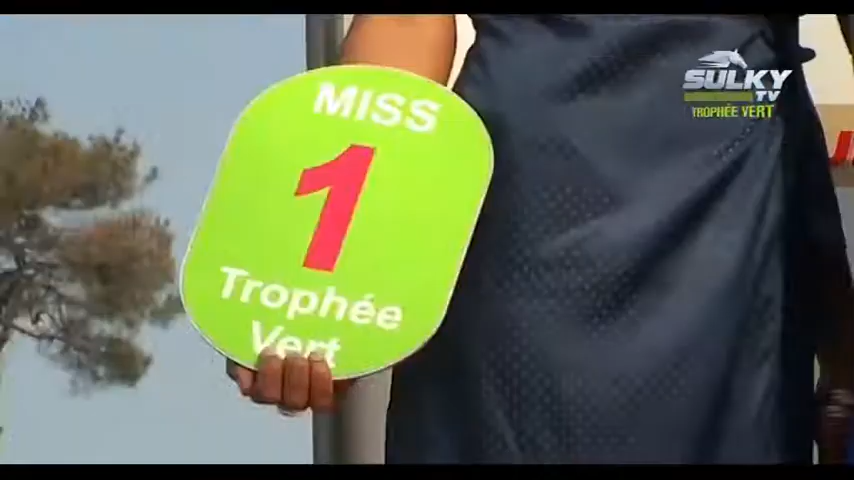 SULKY
TV
TROPHÉE VERT
MISS
1
Trophée
Vert